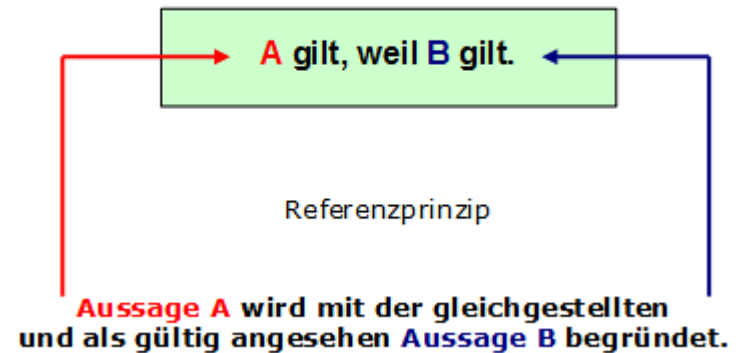 A gilt, weil B gilt.
Referenzprinzip
Aussage A wird mit der gleichgestellten
und als gültig angesehen Aussage B begründet.